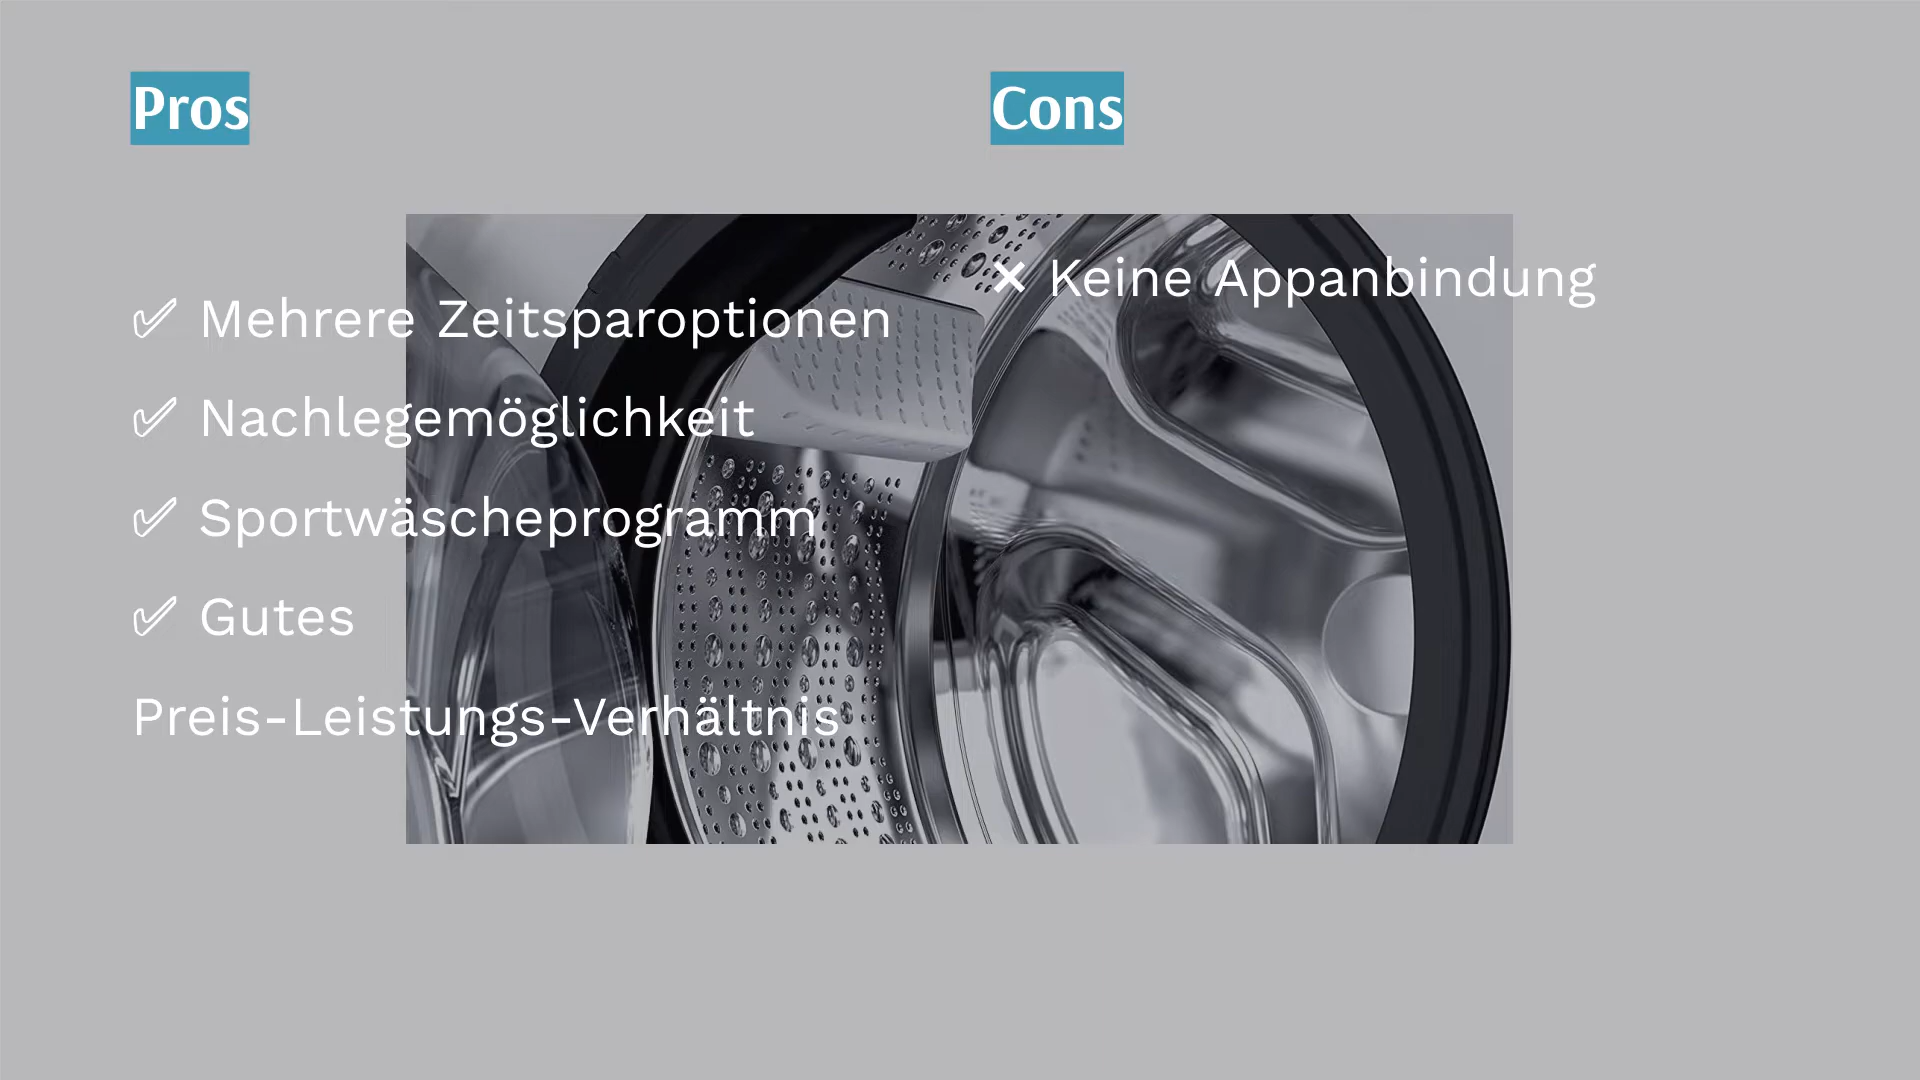 Pros
✅ Mehrere Zeitsparoptionen
✅ Nachlegemöglichkeit
✅ Sportwäscheprogramm
✅ Gutes
Preis-Leistungs-Verhältnis
Cons
❌ Keine Appanbindung